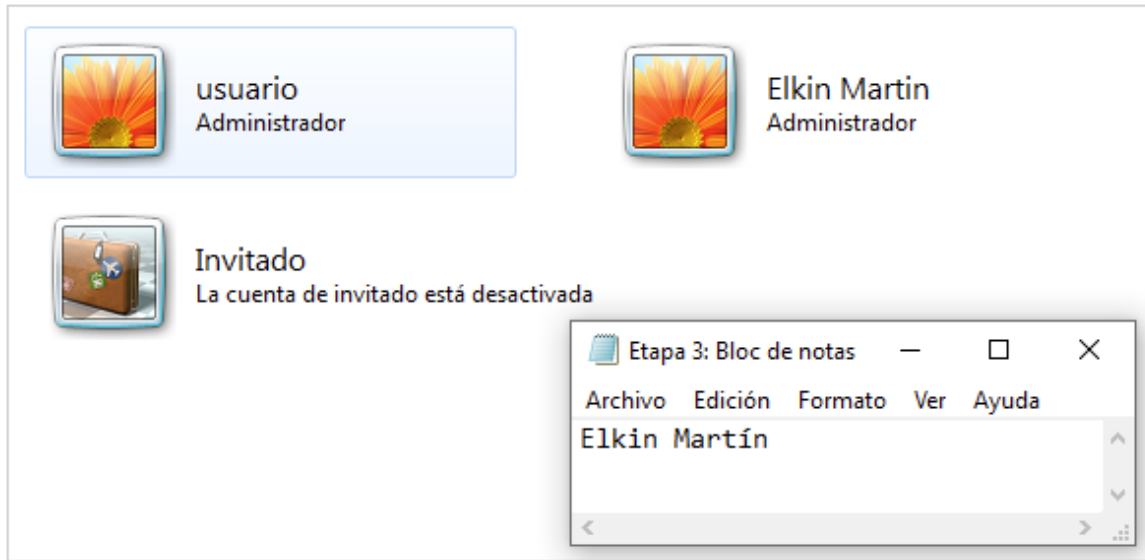 usuario
Administrador
Elkin Martin
Administrador
Invitado
La cuenta de invitado está desactivada
Etapa 3: Bloc de notas
Archivo Edición Formato Ver Ayuda
Elkin Martín